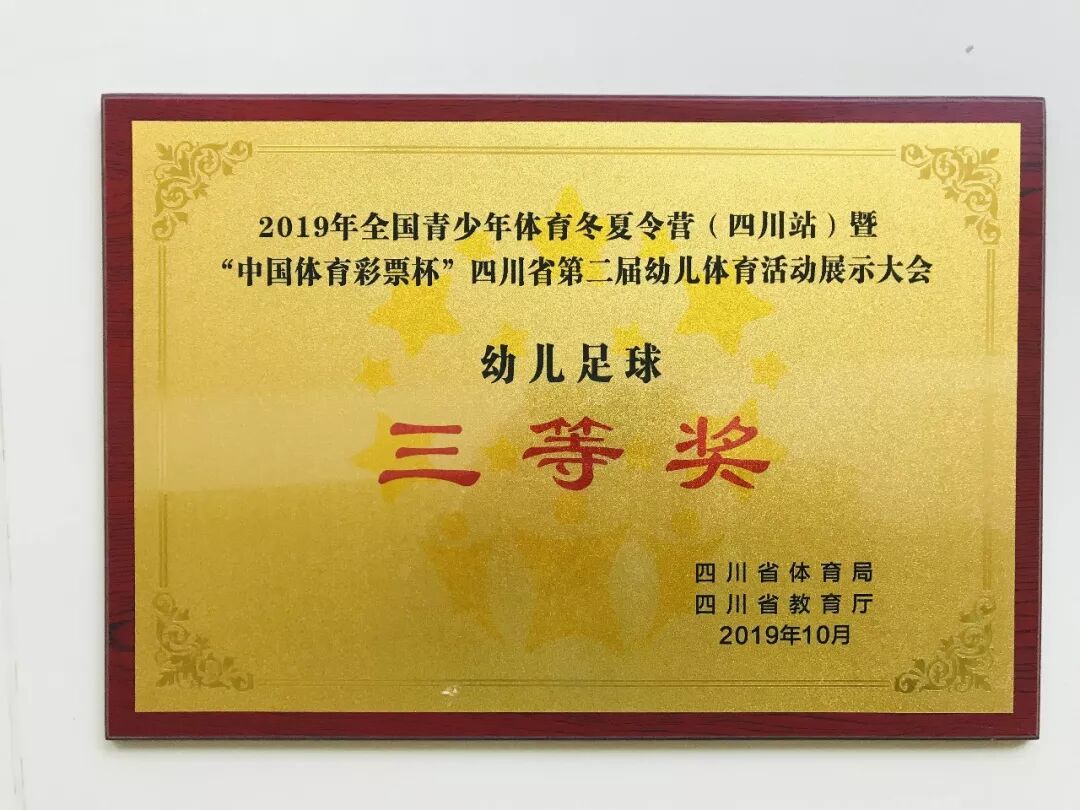 2019年全国青少年体育冬夏令营（四川站）暨
“中国体育彩票杯”四川省第二届幼儿体育活动展示大会
幼儿足球
三等奖
四川省体育局
四川省教育厅
2019年10月